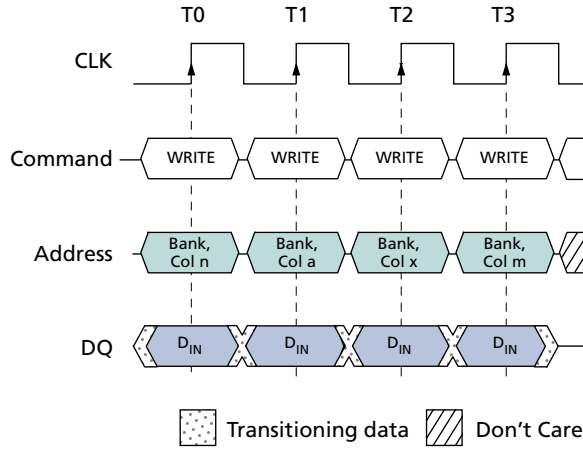 T0 T1 T2 T3
CLK
Command WRITE WRITE WRITE WRITE
Address Bank, Col n Bank, Col a Bank, Col x Bank, Col m
DQ DIN DIN DIN DIN
Transitioning data Don't Care